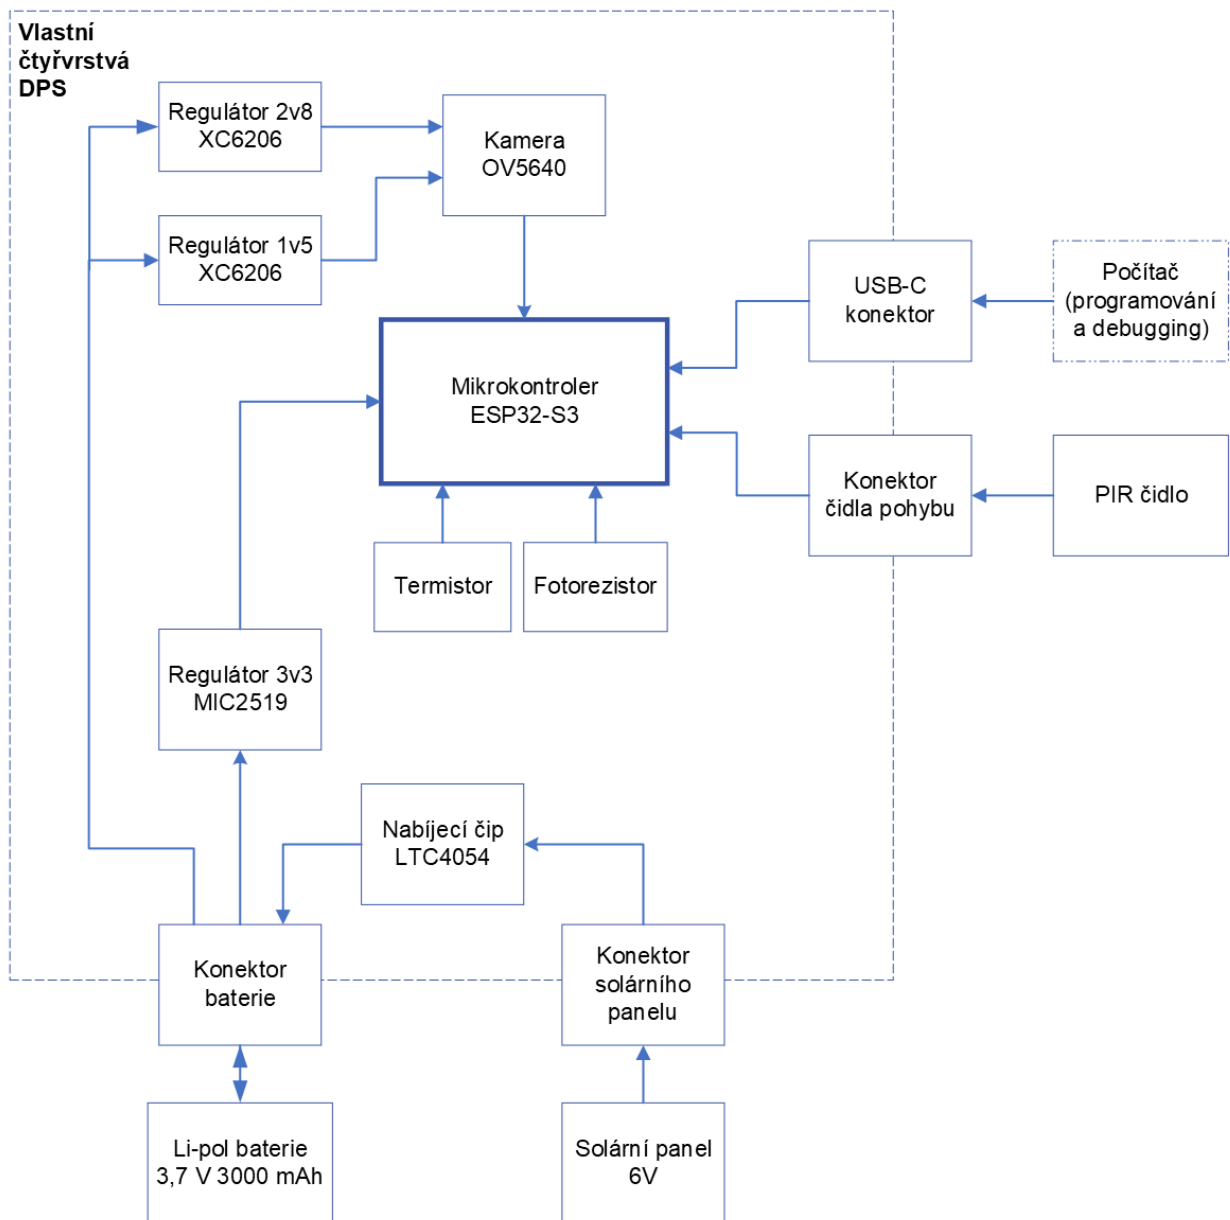 Vlastní
čtyřvrstvá
DPS
Regulátor 2v8
XC6206
Kamera
OV5640
Regulátor 1v5
XC6206
USB-C
konektor
Počítač
(programování
a debugging)
Mikrokontroler
ESP32-S3
Konektor
čidla pohybu
PIR čidlo
Termistor
Fotorezistor
Regulátor 3v3
MIC2519
Nabíjecí čip
LTC4054
Konektor
baterie
Konektor
solárního
panelu
Li-pol baterie
3,7 V 3000 mAh
Solární panel
6V